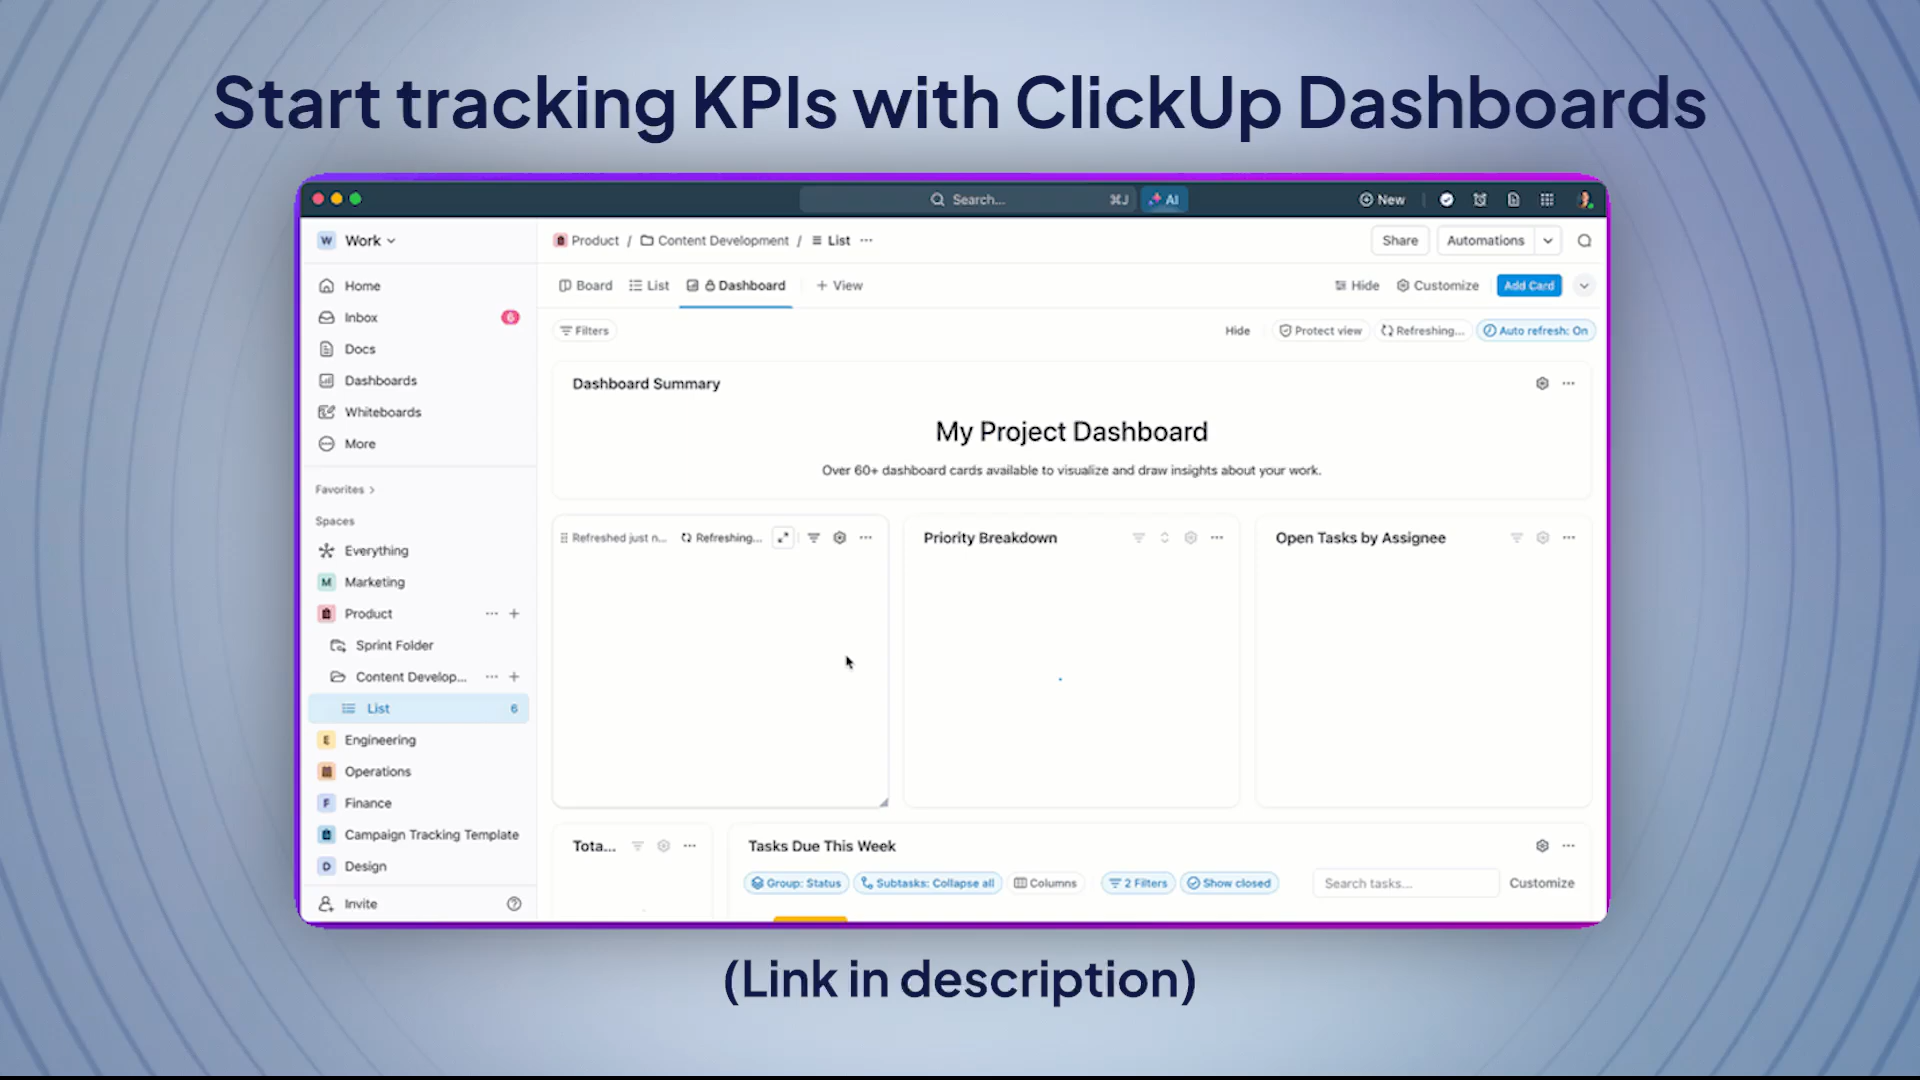 Start tracking KPIs with ClickUp Dashboards
Search... ⌘J AI New
W Work
Product / Content Development / List
Share Automations
Home
Inbox 6
Docs
Dashboards
Whiteboards
More
Board List Dashboard + View
Hide Customize Add Card
Filters
Hide Protect view Refreshing... Auto refresh: On
Dashboard Summary
My Project Dashboard
Over 60+ dashboard cards available to visualize and draw insights about your work.
Favorites
Spaces
Everything
M Marketing
Product
Sprint Folder
Content Develop...
List 6
E Engineering
Operations
F Finance
Campaign Tracking Template
D Design
Invite
Refreshed just n... Refreshing...
Priority Breakdown
Open Tasks by Assignee
Tota...
Tasks Due This Week
Group: Status Subtasks: Collapse all Columns 2 Filters Show closed Search tasks... Customize
(Link in description)